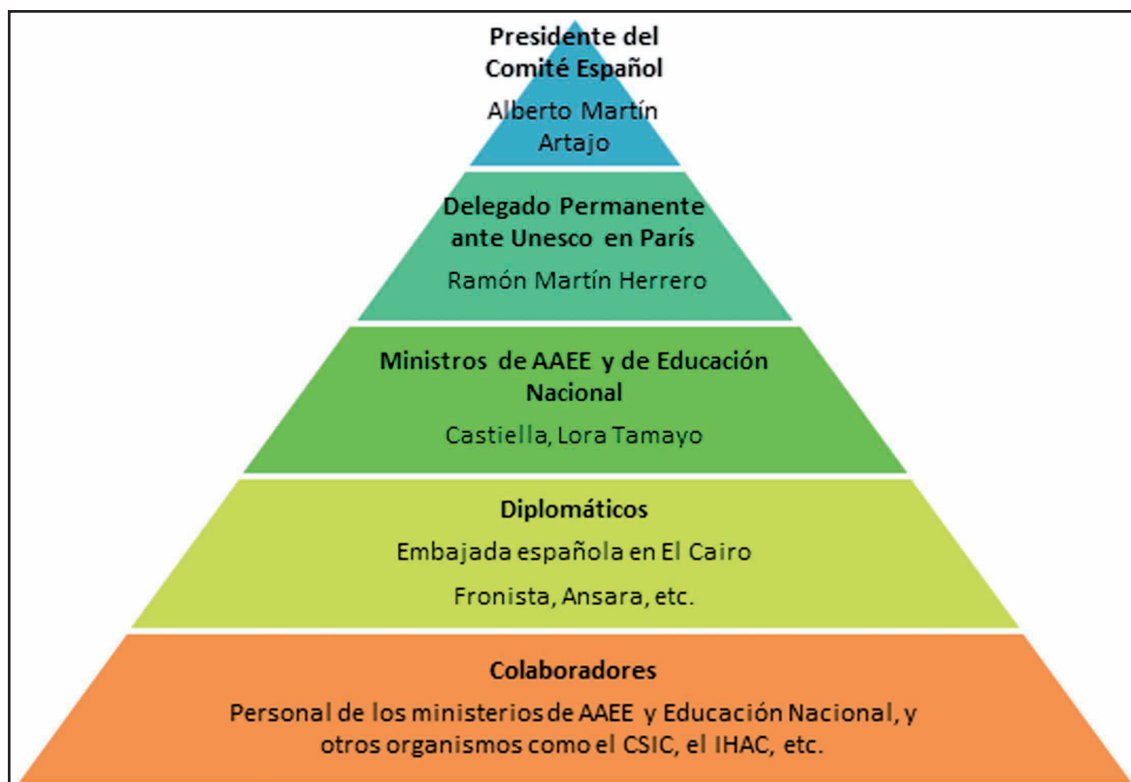 Presidente del
Comité Español
Alberto Martín
Artajo
Delegado Permanente
ante Unesco en París
Ramón Martín Herrero
Ministros de AAEE y de Educación
Nacional
Castiella, Lora Tamayo
Diplomáticos
Embajada española en El Cairo
Fronista, Ansara, etc.
Colaboradores
Personal de los ministerios de AAEE y Educación Nacional, y
otros organismos como el CSIC, el IHAC, etc.